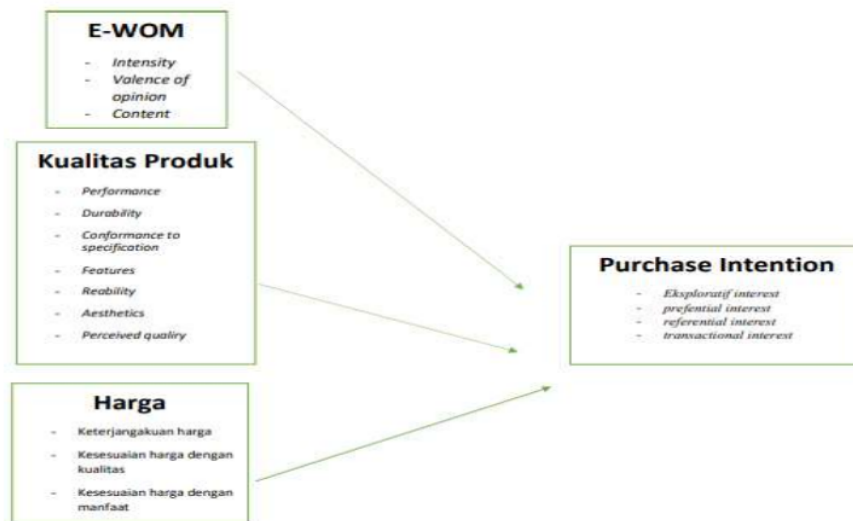 E-WOM
- Intensity
- Valence of
opinion
- Content
Kualitas Produk
- Performance
- Durability
- Conformance to
specification
- Features
- Reability
- Aesthetics
- Perceived qualiry
Harga
- Keterjangkauan harga
- Kesesuaian harga dengan
kualitas
- Kesesuaian harga dengan
manfaat
Purchase Intention
- Eksploratif interest
- prefential interest
- referential interest
- transactional interest